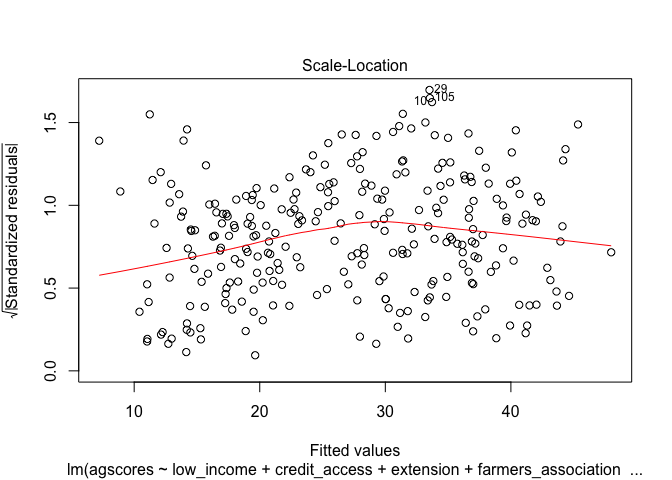 Scale-Location
29
105
√|Standardized residuals|
1.5
1.0
0.5
0.0
10 20 30 40
Fitted values
lm(agscores ~ low_income + credit_access + extension + farmers_association ...